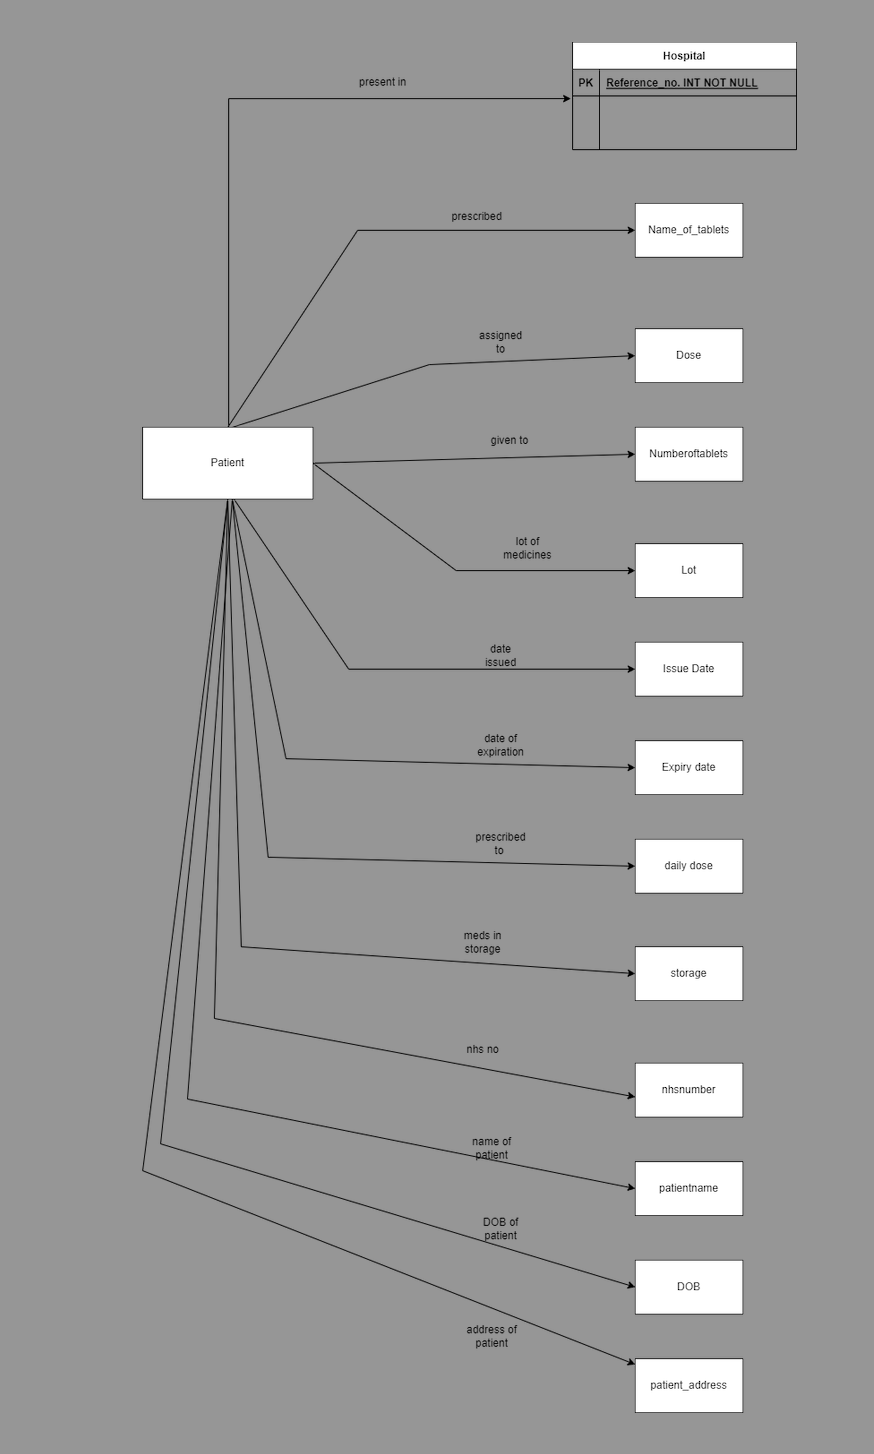 Hospital
present in
PK Reference_no. INT NOT NULL
prescribed
Name_of_tablets
assigned
to
Dose
given to
Numberoftablets
Patient
lot of
medicines
Lot
date
issued
Issue Date
date of
expiration
Expiry date
prescribed
to
daily dose
meds in
storage
storage
nhs no
nhsnumber
name of
patient
patientname
DOB of
patient
DOB
address of
patient
patient_address